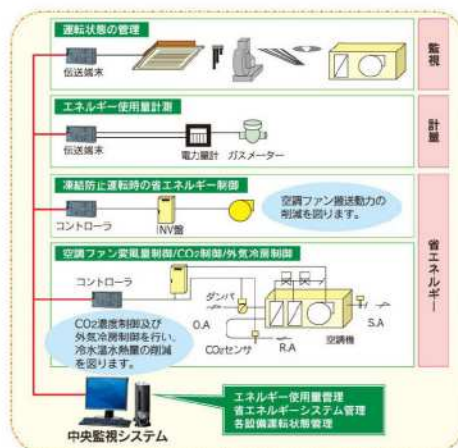 運転状態の管理
伝送端末
監視
エネルギー使用量計測
伝送端末
電力量計
ガスメーター
計量
凍結防止運転時の省エネルギー制御
コントローラ
INV盤
空調ファン搬送動力の
削減を図ります。
空調ファン変風量制御/CO2制御/外気冷房制御
コントローラ
ダンパ
O.A
CO2センサ
R.A
空調機
S.A
CO2濃度制御及び
外気冷房制御を行い、
冷水温水熱量の削減
を図ります。
省エネルギー
中央監視システム
エネルギー使用量管理
省エネルギーシステム管理
各設備運転状態管理